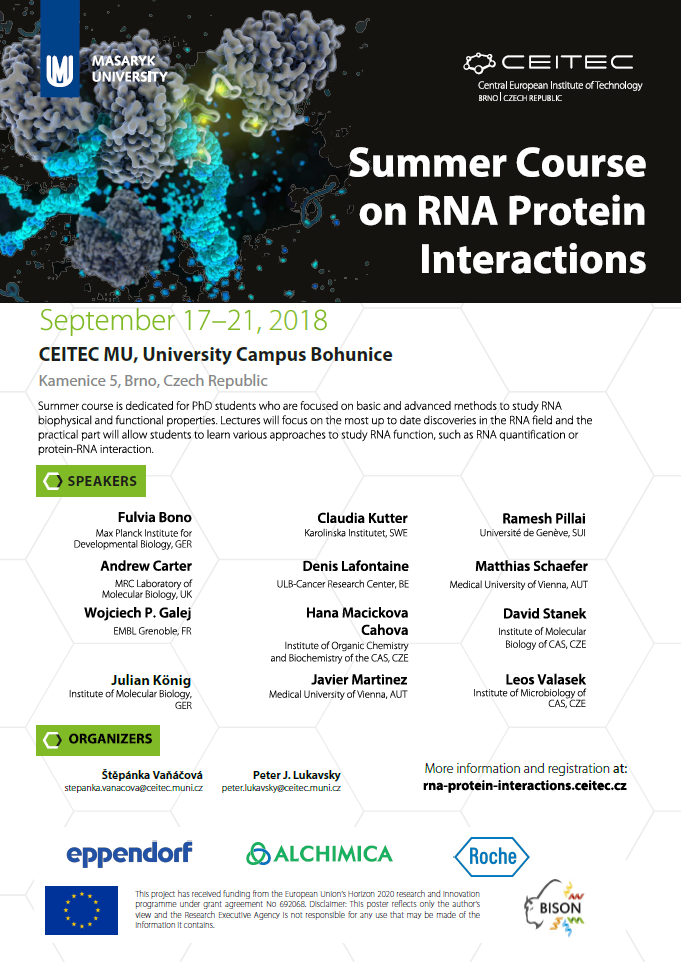 MASARYK
UNIVERSITY
CEITEC
Central European Institute of Technology
BRNO | CZECH REPUBLIC
Summer Course
on RNA Protein
Interactions
September 17–21, 2018
CEITEC MU, University Campus Bohunice
Kamenice 5, Brno, Czech Republic
Summer course is dedicated for PhD students who are focused on basic and advanced methods to study RNA
biophysical and functional properties. Lectures will focus on the most up to date discoveries in the RNA field and the
practical part will allow students to learn various approaches to study RNA function, such as RNA quantification or
protein-RNA interaction.
SPEAKERS
Fulvia Bono
Max Planck Institute for
Developmental Biology, GER
Claudia Kutter
Karolinska Institutet, SWE
Ramesh Pillai
Université de Genève, SUI
Andrew Carter
MRC Laboratory of
Molecular Biology, UK
Denis Lafontaine
ULB-Cancer Research Center, BE
Matthias Schaefer
Medical University of Vienna, AUT
Wojciech P. Galej
EMBL Grenoble, FR
Hana Macickova
Cahova
Institute of Organic Chemistry
and Biochemistry of the CAS, CZE
David Stanek
Institute of Molecular
Biology of CAS, CZE
Julian König
Institute of Molecular Biology,
GER
Javier Martinez
Medical University of Vienna, AUT
Leos Valasek
Institute of Microbiology of
CAS, CZE
ORGANIZERS
Štěpánka Vaňáčová
stepanka.vanacova@ceitec.muni.cz
Peter J. Lukavsky
peter.lukavsky@ceitec.muni.cz
More information and registration at:
rna-protein-interactions.ceitec.cz
eppendorf
ALCHIMICA
Roche
This project has received funding from the European Union's Horizon 2020 research and innovation
programme under grant agreement No 692068. Disclaimer: This poster reflects only the author's
view and the Research Executive Agency is not responsible for any use that may be made of the
information it contains.
BISON